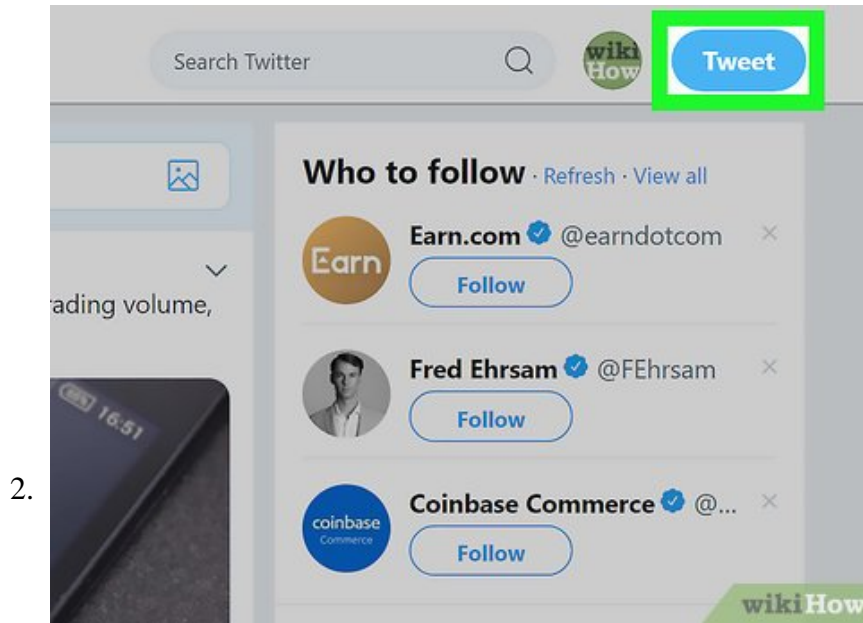 Search Twitter
wiki
How
Tweet
Who to follow · Refresh · View all
Earn.com @earndotcom
Earn
Follow
ading volume,
Fred Ehrsam @FEhrsam
Follow
16:51
2.
Coinbase Commerce @...
coinbase
Commerce
Follow
wikiHow